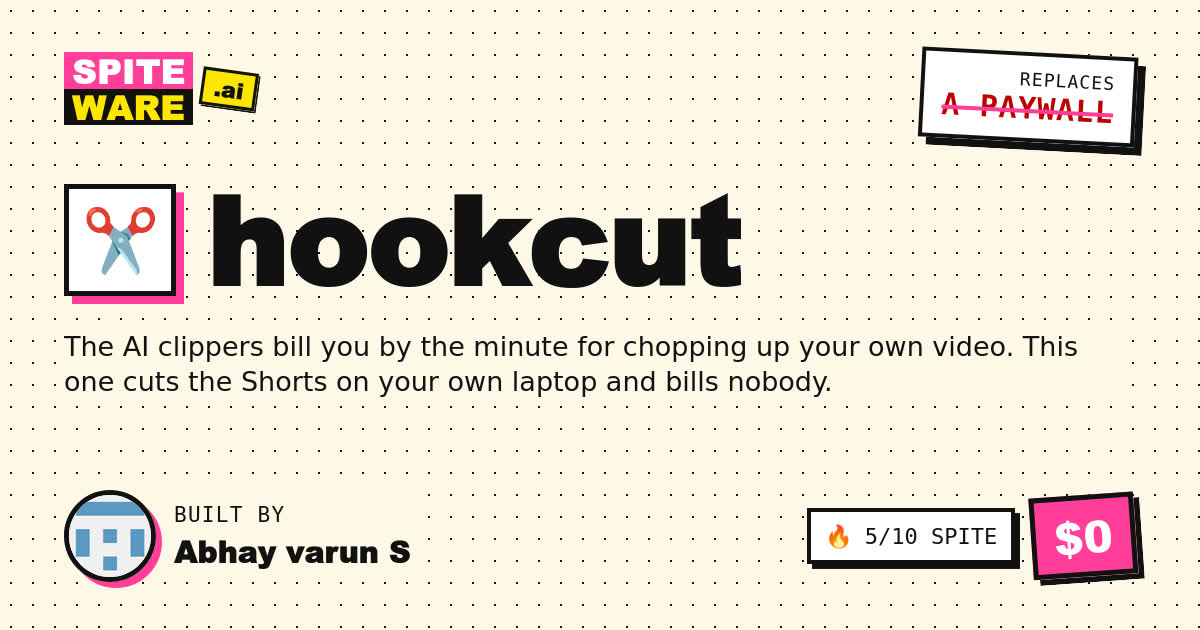 SPITE
WARE
.ai
REPLACES
A PAYWALL
hookcut
The AI clippers bill you by the minute for chopping up your own video. This
one cuts the Shorts on your own laptop and bills nobody.
BUILT BY
Abhay varun S
5/10 SPITE
$0